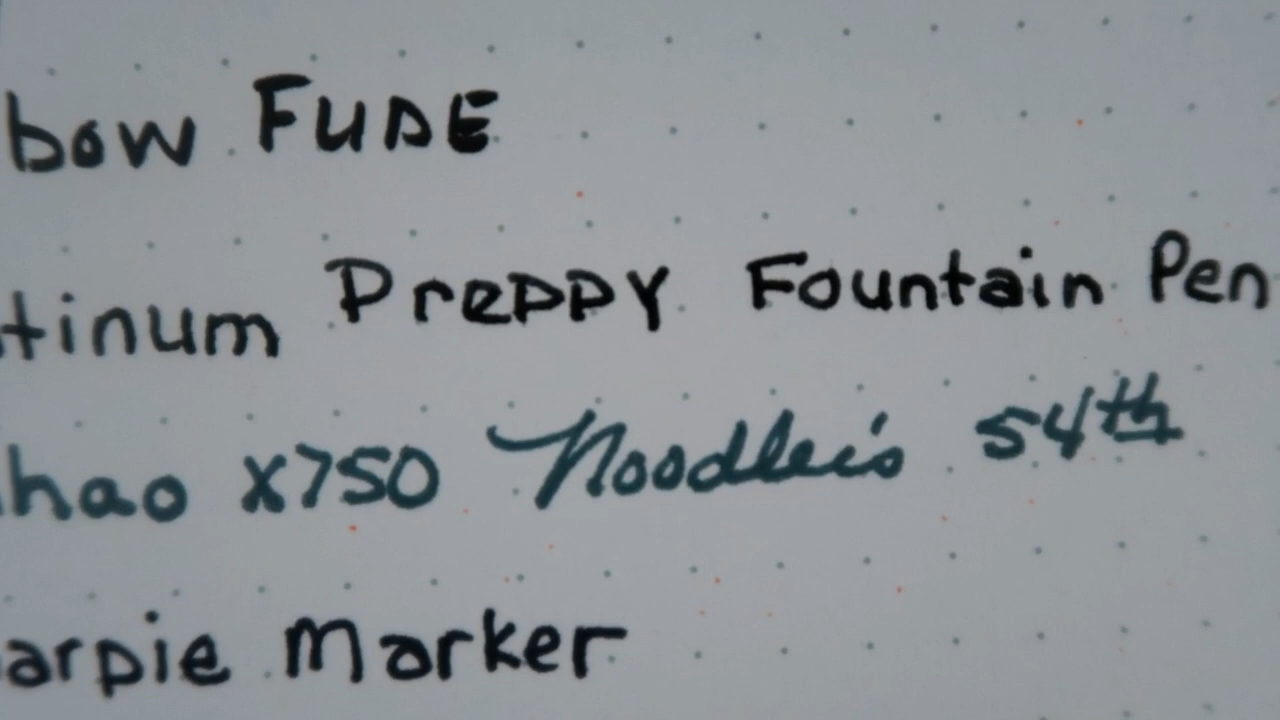 bow FUDE
tinum Preppy Fountain Pen
hao x750 Noodler's 54th
arpie Marker